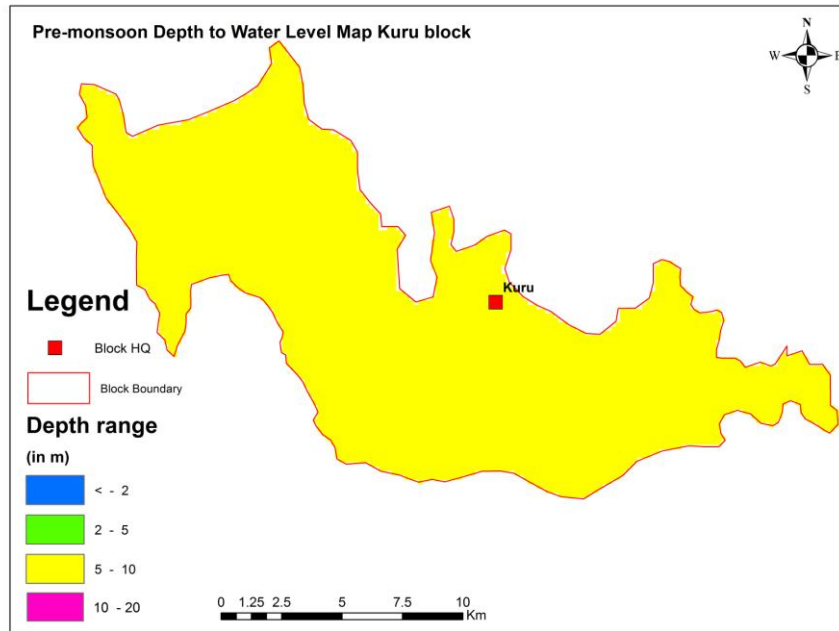 Pre-monsoon Depth to Water Level Map Kuru block
N
W E
S
Kuru
Legend
Block HQ
Block Boundary
Depth range
(in m)
< - 2
2 - 5
5 - 10
10 - 20
0 1.25 2.5 5 7.5 10
Km